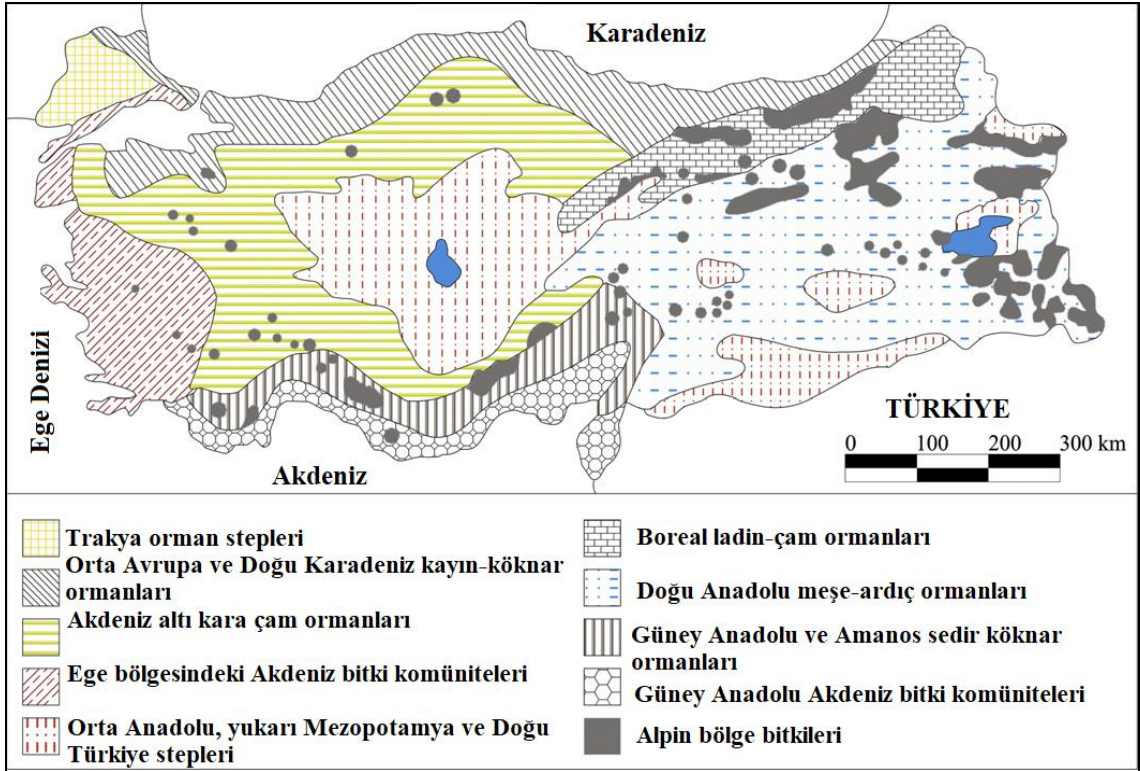 Karadeniz
Ege Denizi
Akdeniz
TÜRKİYE
0 100 200 300 km
Trakya orman stepleri
Orta Avrupa ve Doğu Karadeniz kayın-köknar
ormanları
Akdeniz altı kara çam ormanları
Ege bölgesindeki Akdeniz bitki komüniteleri
Orta Anadolu, yukarı Mezopotamya ve Doğu
Türkiye stepleri
Boreal ladin-çam ormanları
Doğu Anadolu meşe-ardıç ormanları
Güney Anadolu ve Amanos sedir köknar
ormanları
Güney Anadolu Akdeniz bitki komüniteleri
Alpin bölge bitkileri